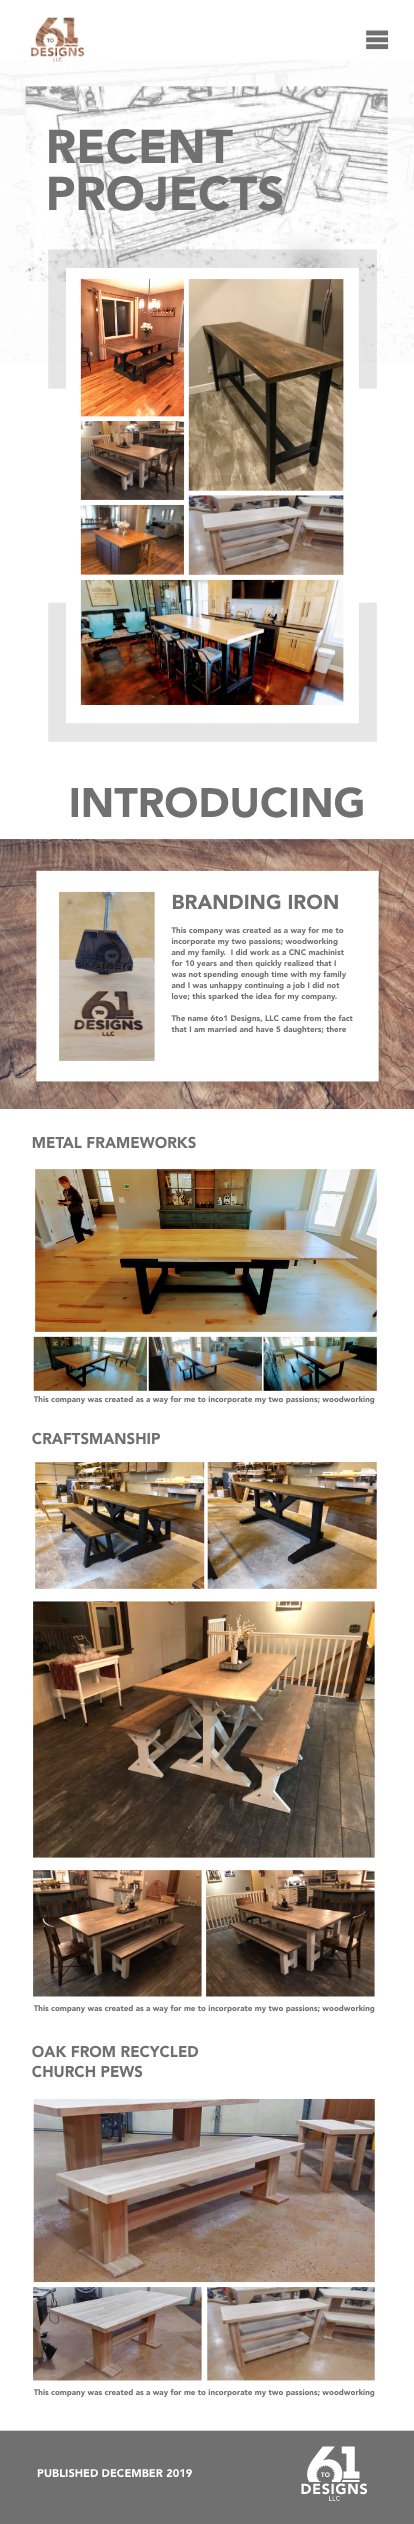 6 TO 1
DESIGNS
LLC
RECENT
PROJECTS
INTRODUCING
BRANDING IRON
This company was created as a way for me to
incorporate my two passions; woodworking
and my family.  I did work as a CNC machinist
for 10 years and then quickly realized that I
was not spending enough time with my family
and I was unhappy continuing a job I did not
love; this sparked the idea for my company.
The name 6to1 Designs, LLC came from the fact
that I am married and have 5 daughters; there
6 TO 1
DESIGNS
LLC
METAL FRAMEWORKS
This company was created as a way for me to incorporate my two passions; woodworking
CRAFTSMANSHIP
This company was created as a way for me to incorporate my two passions; woodworking
OAK FROM RECYCLED
CHURCH PEWS
This company was created as a way for me to incorporate my two passions; woodworking
PUBLISHED DECEMBER 2019
6 TO 1
DESIGNS
LLC